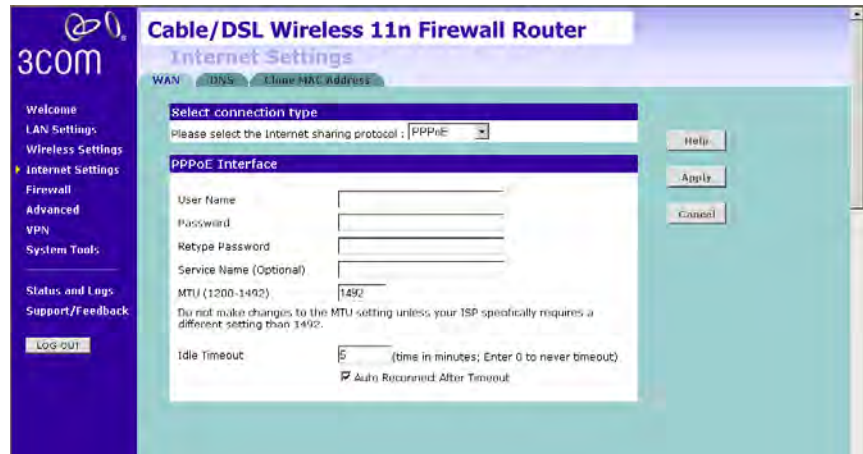 3COM
Cable/DSL Wireless 11n Firewall Router
Internet Settings
WAN
DNS
Clone MAC Address
Welcome
LAN Settings
Wireless Settings
Internet Settings
Firewall
Advanced
VPN
System Tools
Status and Logs
Support/Feedback
LOG OUT
Select connection type
Please select the Internet sharing protocol : PPPoE
PPPoE Interface
User Name
Password
Retype Password
Service Name (Optional)
MTU (1200-1492) 1492
Do not make changes to the MTU setting unless your ISP specifically requires a
different setting than 1492.
Idle Timeout 5 (time in minutes; Enter 0 to never timeout)
Auto Reconnect After Timeout
Help
Apply
Cancel